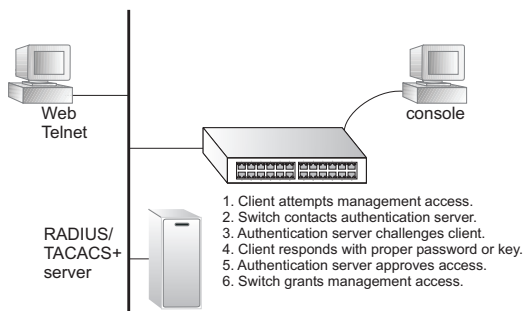 Web
Telnet
console
1. Client attempts management access.
2. Switch contacts authentication server.
3. Authentication server challenges client.
4. Client responds with proper password or key.
5. Authentication server approves access.
6. Switch grants management access.
RADIUS/
TACACS+
server